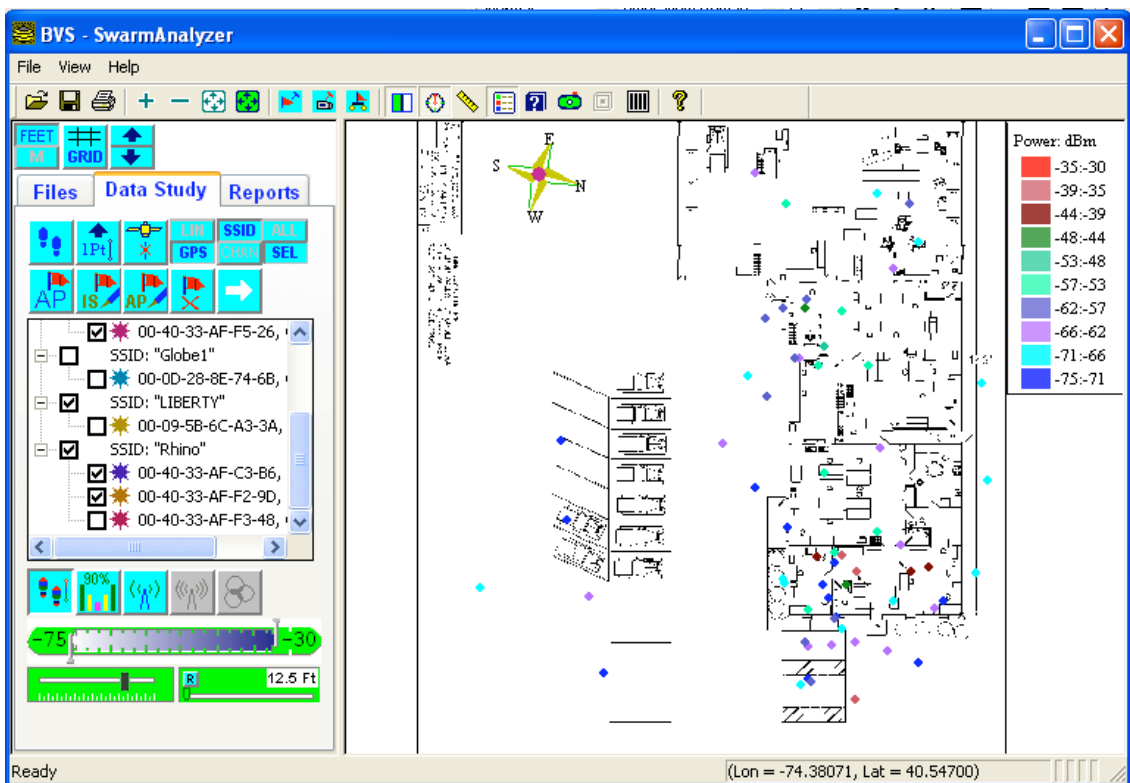 BVS - SwarmAnalyzer
File View Help
FEET
M
GRID
Files Data Study Reports
1Pt
LIN SSID ALL
GPS CHAN SEL
AP IS AP
00-40-33-AF-F5-26,
SSID: "Globe1"
00-0D-28-8E-74-6B,
SSID: "LIBERTY"
00-09-5B-6C-A3-3A,
SSID: "Rhino"
00-40-33-AF-C3-B6,
00-40-33-AF-F2-9D,
00-40-33-AF-F3-48,
90%
-75 -30
R 12.5 Ft
E
S
N
W
Power: dBm
-35:-30
-39:-35
-44:-39
-48:-44
-53:-48
-57:-53
-62:-57
-66:-62
-71:-66
-75:-71
Ready
(Lon = -74.38071, Lat = 40.54700)